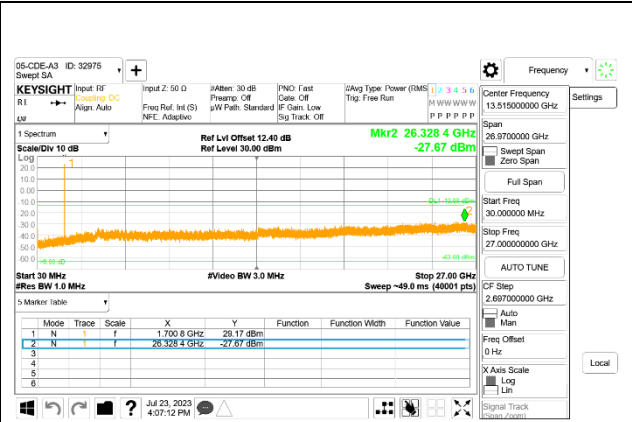 05-CDE-A3 ID: 32975
Swept SA
Frequency
Settings
KEYSIGHT
RL
Input: RF
Coupling: DC
Align: Auto
Input Z: 50 Ω
Freq Ref: Int (S)
NFE: Adaptive
#Atten: 30 dB
Preamp: Off
µW Path: Standard
PNO: Fast
Gate: Off
IF Gain: Low
Sig Track: Off
#Avg Type: Power (RMS
Trig: Free Run
1 2 3 4 5 6
M W W W W W
P P P P P P
1 Spectrum
Scale/Div 10 dB
Ref Lvl Offset 12.40 dB
Ref Level 30.00 dBm
Mkr2 26.328 4 GHz
-27.67 dBm
Log
20.0
10.0
0.00
-10.0
-20.0
-30.0
-40.0
-50.0
-60.0
1
2
DL1 -13.00 dBm
Start 30 MHz
#Video BW 3.0 MHz
Stop 27.00 GHz
#Res BW 1.0 MHz
Sweep ~49.0 ms (40001 pts)
5 Marker Table
Mode Trace Scale X Y Function Function Width Function Value
1 N 1 f 1.700 8 GHz 29.17 dBm
2 N 1 f 26.328 4 GHz -27.67 dBm
3
4
5
6
Jul 23, 2023
4:07:12 PM
Center Frequency
13.515000000 GHz
Span
26.9700000 GHz
Swept Span
Zero Span
Full Span
Start Freq
30.000000 MHz
Stop Freq
27.000000000 GHz
AUTO TUNE
CF Step
2.697000000 GHz
Auto
Man
Freq Offset
0 Hz
X Axis Scale
Log
Lin
Signal Track
(Span Zoom)
Local